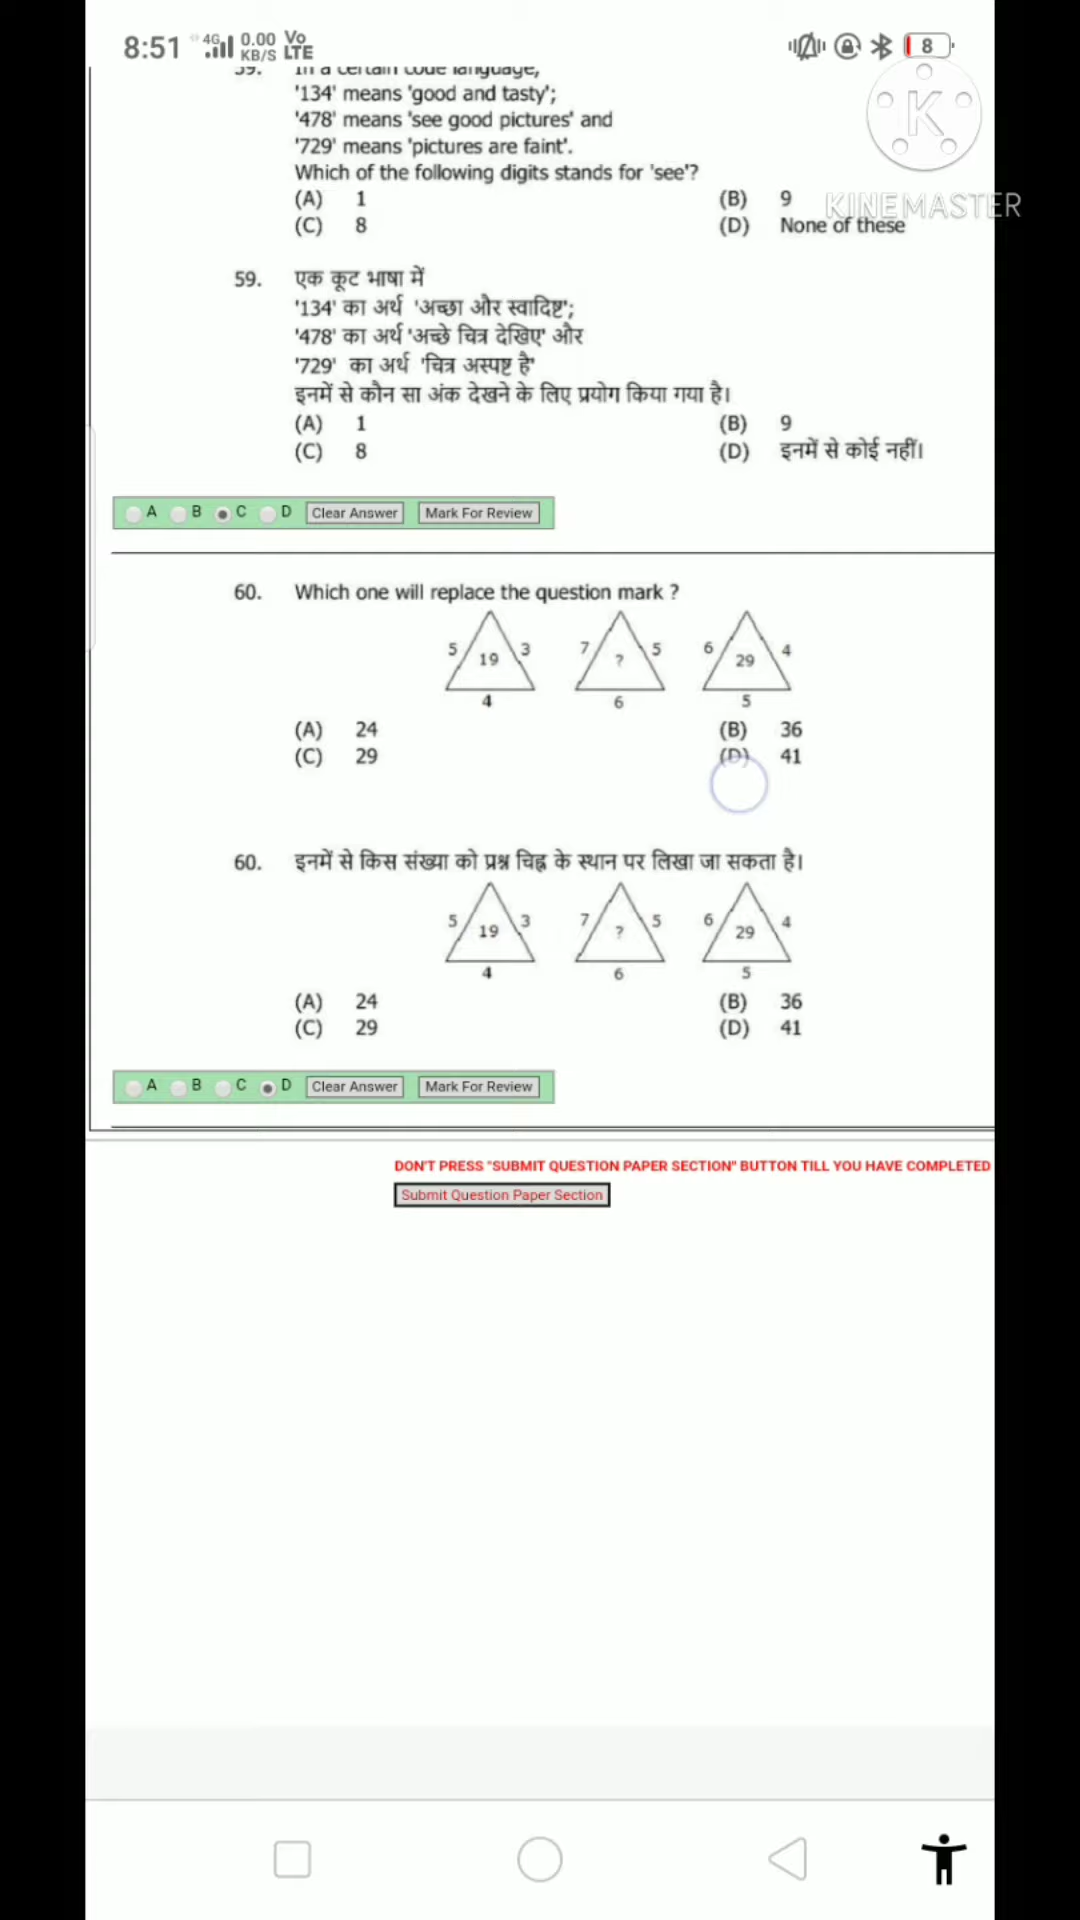 8:51 4G 0.00 KB/S Vo LTE 8
K
KINEMASTER
59. In a certain code language,
'134' means 'good and tasty';
'478' means 'see good pictures' and
'729' means 'pictures are faint'.
Which of the following digits stands for 'see'?
(A) 1 (B) 9
(C) 8 (D) None of these
59. एक कूट भाषा में
'134' का अर्थ 'अच्छा और स्वादिष्ट';
'478' का अर्थ 'अच्छे चित्र देखिए' और
'729' का अर्थ 'चित्र अस्पष्ट है'
इनमें से कौन सा अंक देखने के लिए प्रयोग किया गया है।
(A) 1 (B) 9
(C) 8 (D) इनमें से कोई नहीं।
A B C D Clear Answer Mark For Review
60. Which one will replace the question mark ?
5 19 3 7 ? 5 6 29 4
4 6 5
(A) 24 (B) 36
(C) 29 (D) 41
60. इनमें से किस संख्या को प्रश्न चिह्न के स्थान पर लिखा जा सकता है।
5 19 3 7 ? 5 6 29 4
4 6 5
(A) 24 (B) 36
(C) 29 (D) 41
A B C D Clear Answer Mark For Review
DON'T PRESS "SUBMIT QUESTION PAPER SECTION" BUTTON TILL YOU HAVE COMPLETED
Submit Question Paper Section